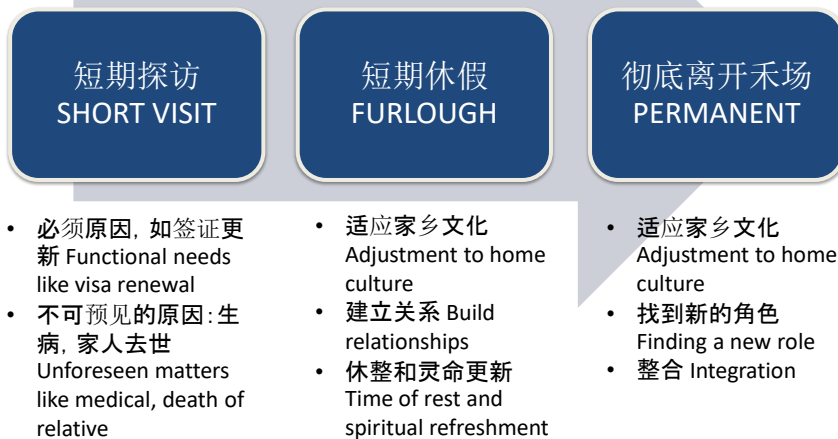 短期探访
SHORT VISIT
短期休假
FURLOUGH
彻底离开禾场
PERMANENT
• 必须原因, 如签证更
新 Functional needs
like visa renewal
• 不可预见的原因:生
病, 家人去世
Unforeseen matters
like medical, death of
relative
• 适应家乡文化
Adjustment to home
culture
• 建立关系 Build
relationships
• 休整和灵命更新
Time of rest and
spiritual refreshment
• 适应家乡文化
Adjustment to home
culture
• 找到新的角色
Finding a new role
• 整合 Integration